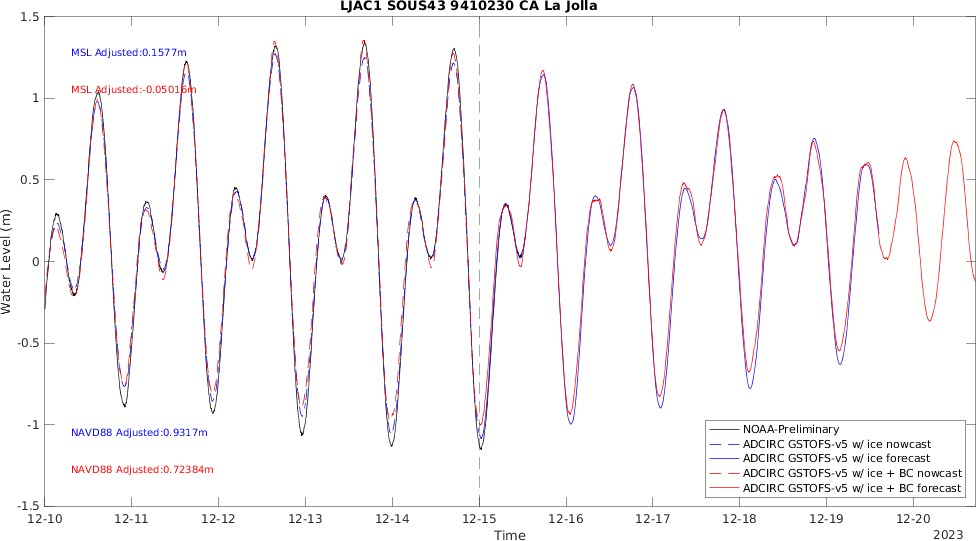 LJAC1 SOUS43 9410230 CA La Jolla
1.5
MSL Adjusted:0.1577m
1
MSL Adjusted:-0.05016m
0.5
0
-0.5
-1
-1.5
Water Level (m)
NAVD88 Adjusted:0.9317m
NAVD88 Adjusted:0.72384m
NOAA-Preliminary
ADCIRC GSTOFS-v5 w/ ice nowcast
ADCIRC GSTOFS-v5 w/ ice forecast
ADCIRC GSTOFS-v5 w/ ice + BC nowcast
ADCIRC GSTOFS-v5 w/ ice + BC forecast
12-10 12-11 12-12 12-13 12-14 12-15 12-16 12-17 12-18 12-19 12-20
Time
2023